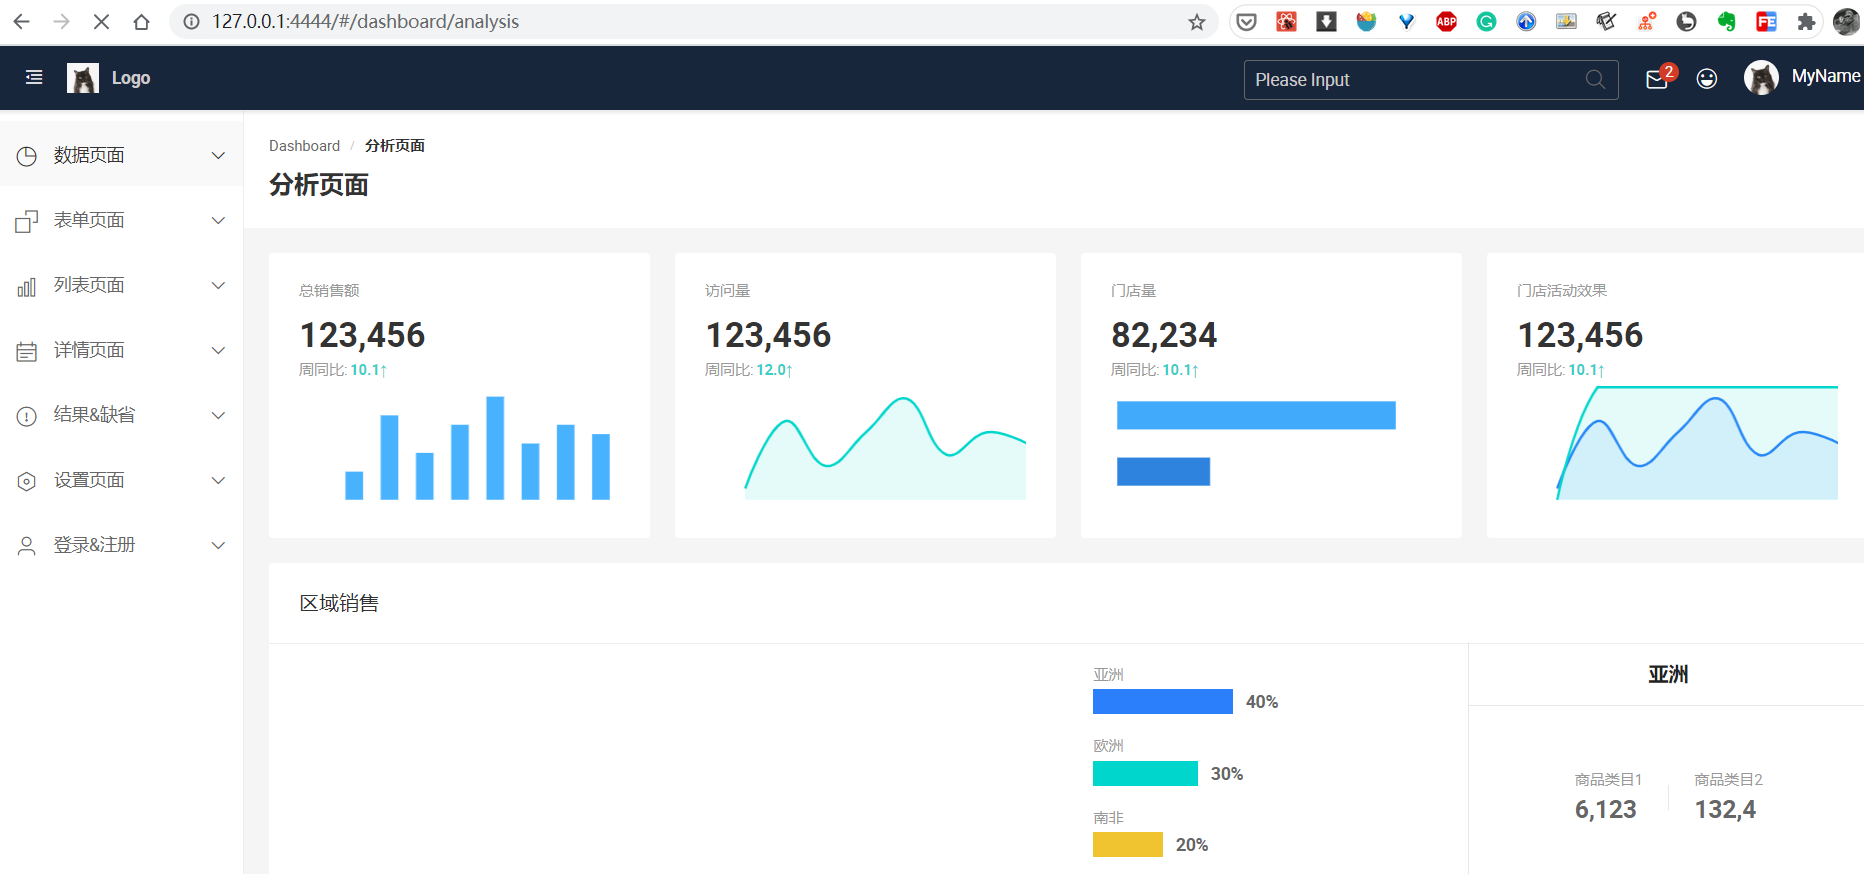 127.0.0.1:4444/#/dashboard/analysis
ABP
FE
Logo
Please Input
2
MyName
数据页面
表单页面
列表页面
详情页面
结果&缺省
设置页面
登录&注册
Dashboard / 分析页面
分析页面
总销售额
123,456
周同比: 10.1↑
访问量
123,456
周同比: 12.0↑
门店量
82,234
周同比: 10.1↑
门店活动效果
123,456
周同比: 10.1↑
区域销售
亚洲
40%
欧洲
30%
南非
20%
亚洲
商品类目1
6,123
商品类目2
132,4